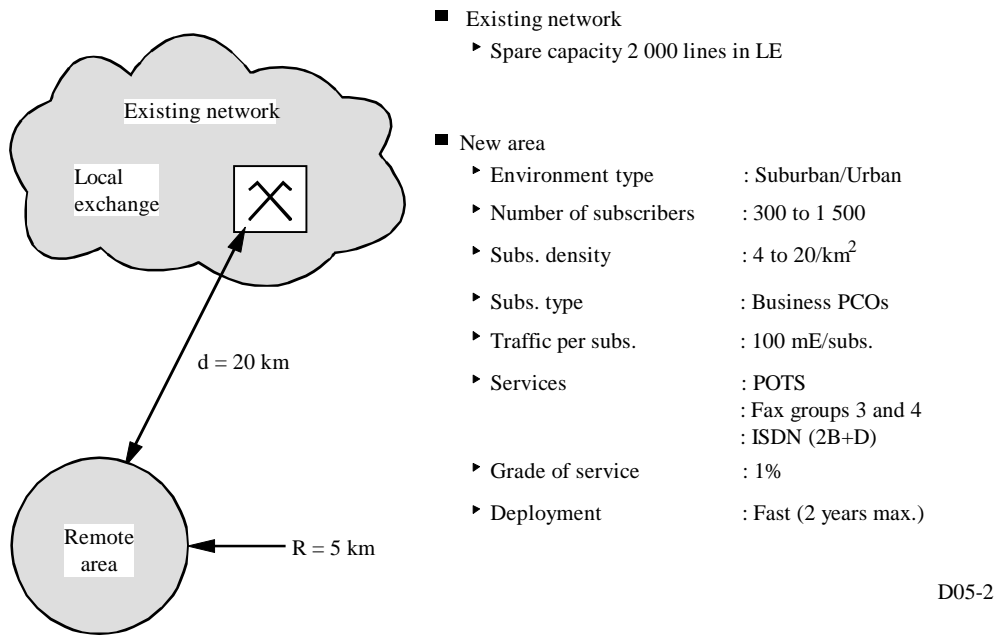 Existing network
Local
exchange
d = 20 km
Remote
area
R = 5 km
■ Existing network
‣ Spare capacity 2 000 lines in LE
■ New area
‣ Environment type : Suburban/Urban
‣ Number of subscribers : 300 to 1 500
‣ Subs. density : 4 to 20/km²
‣ Subs. type : Business PCOs
‣ Traffic per subs. : 100 mE/subs.
‣ Services : POTS
: Fax groups 3 and 4
: ISDN (2B+D)
‣ Grade of service : 1%
‣ Deployment : Fast (2 years max.)
D05-2